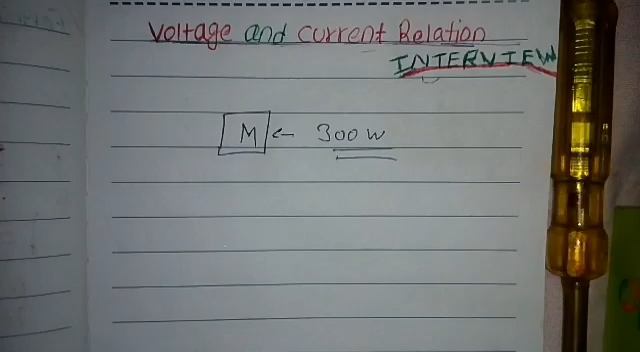 Voltage and current Relation
INTERVIEW
M ← 300 W